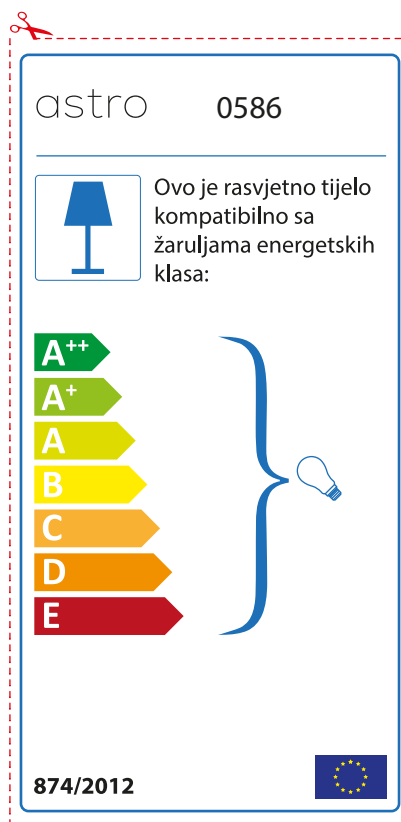 astro 0586
Ovo je rasvjetno tijelo
kompatibilno sa
žaruljama energetskih
klasa:
A++
A+
A
B
C
D
E
874/2012